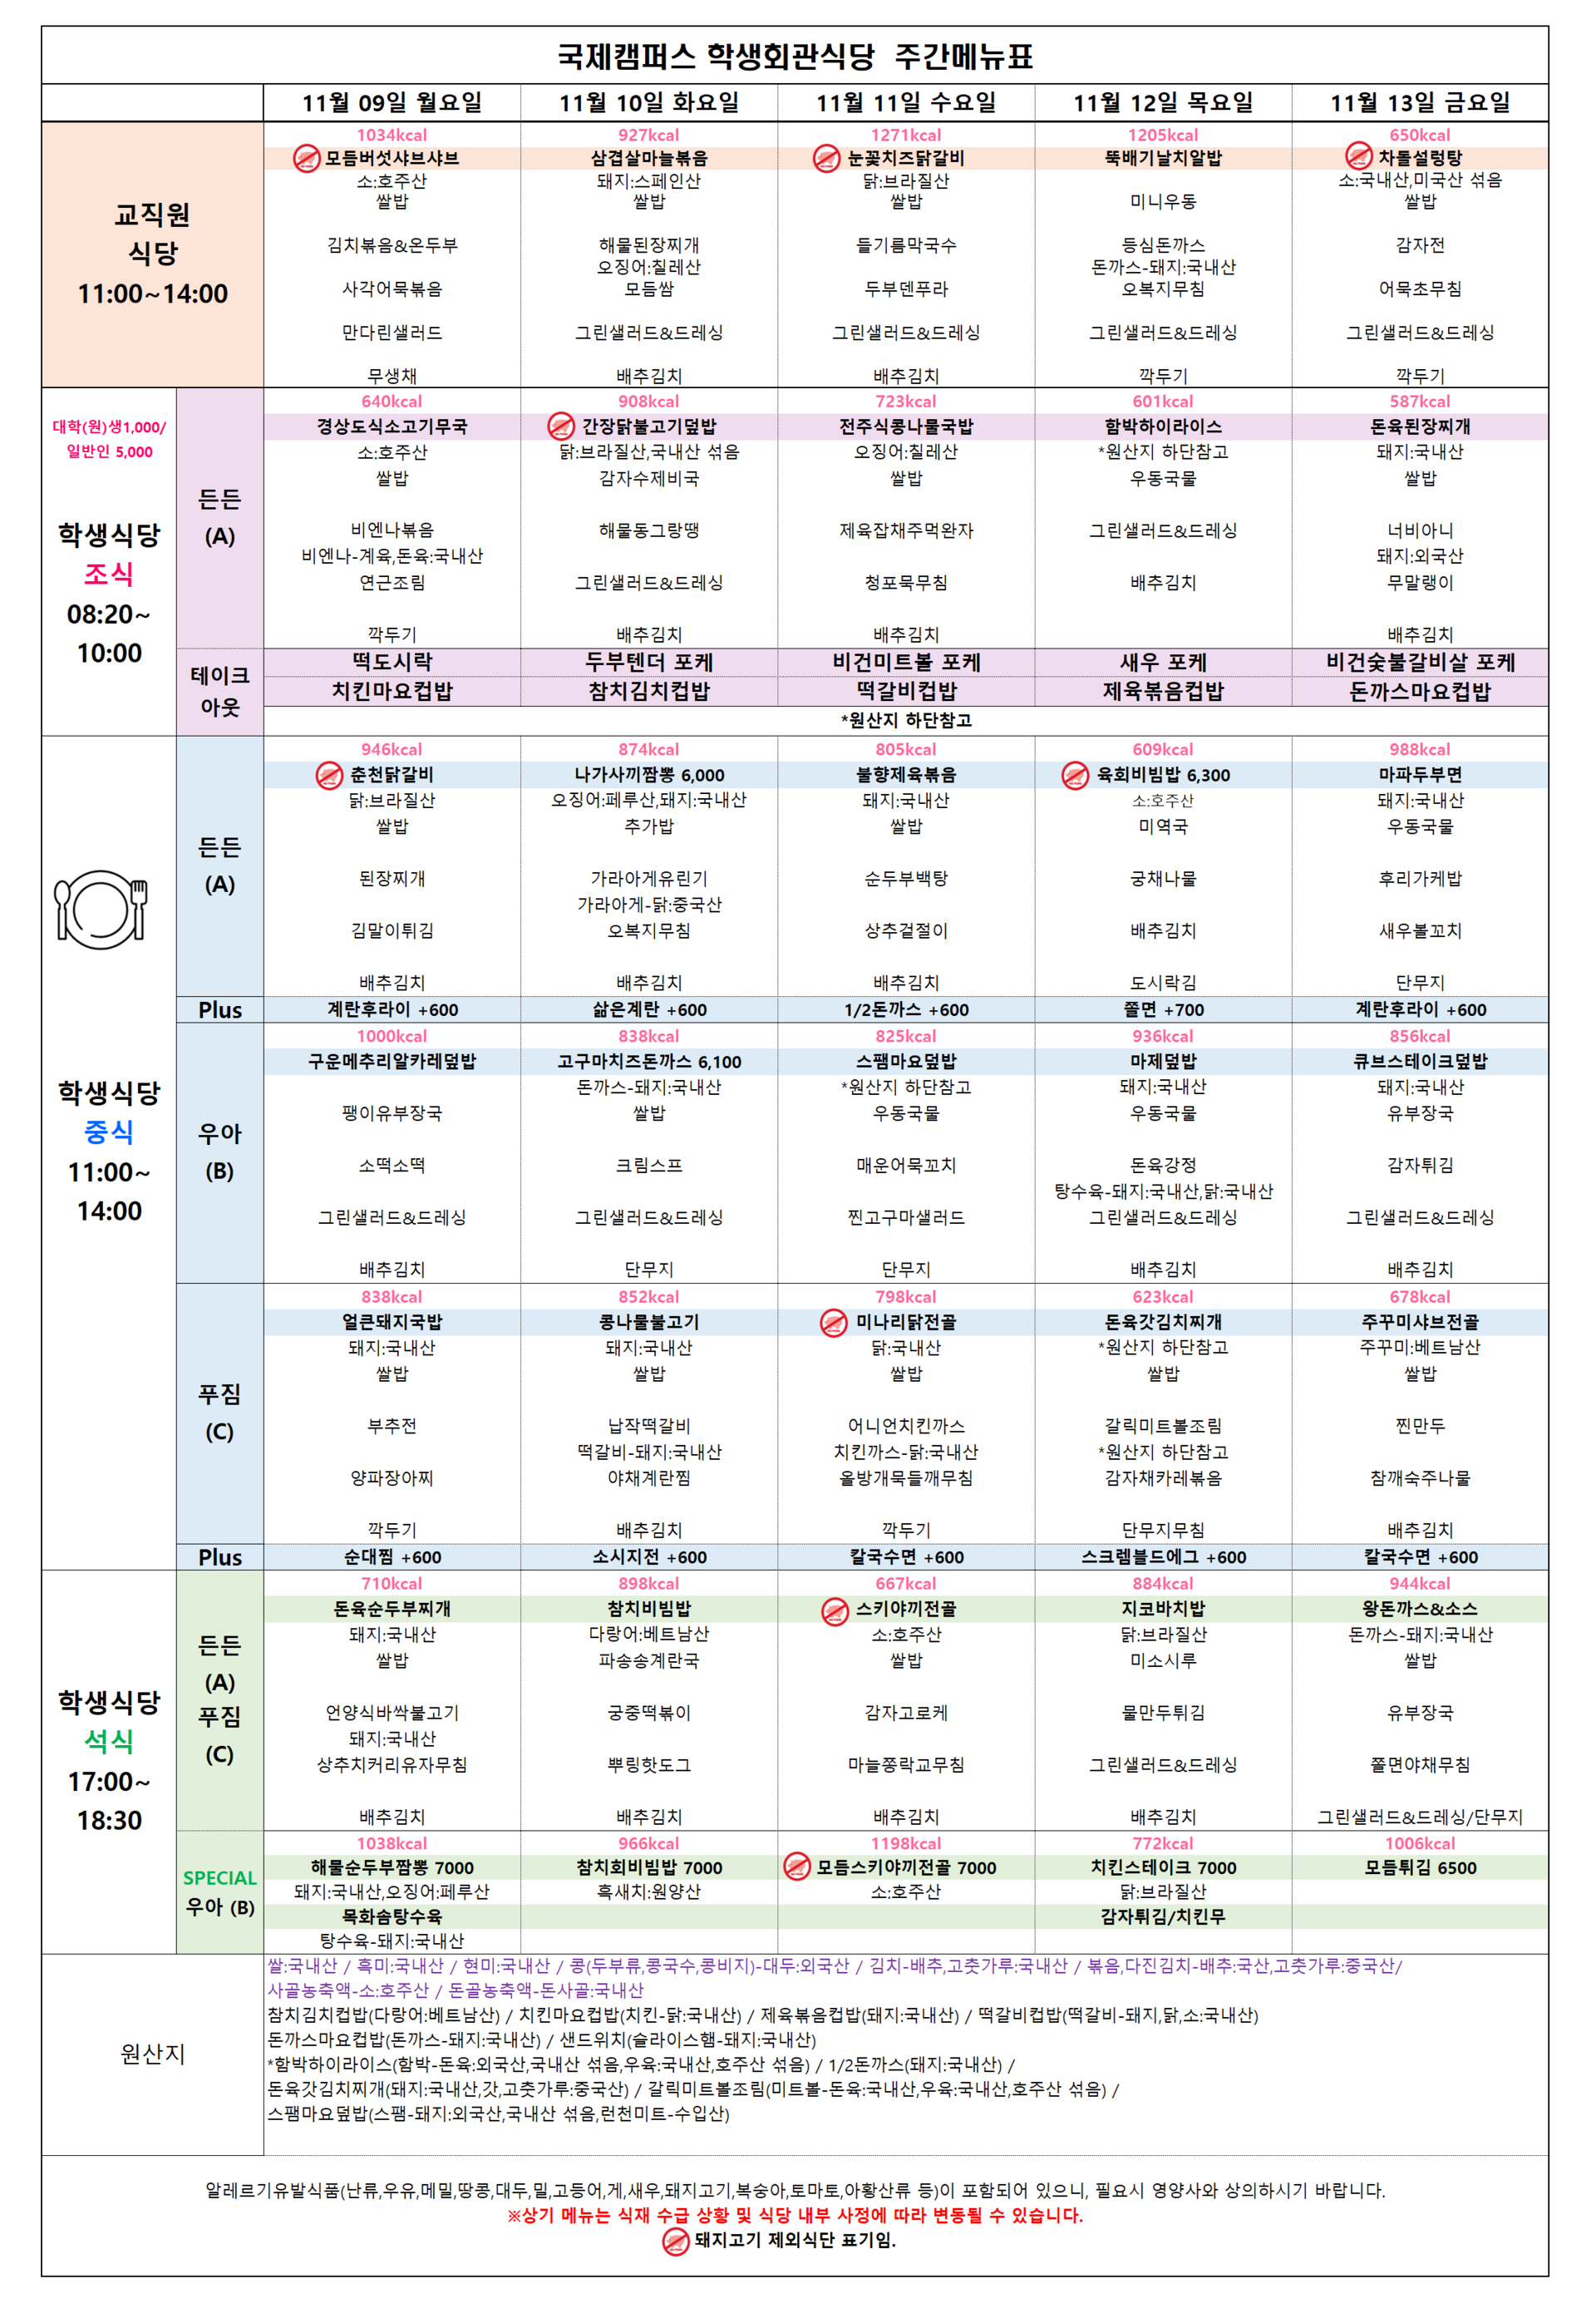 국제캠퍼스 학생회관식당 주간메뉴표
11월 09일 월요일 11월 10일 화요일 11월 11일 수요일 11월 12일 목요일 11월 13일 금요일
교직원
식당
11:00~14:00
1034kcal 927kcal 1271kcal 1205kcal 650kcal
모듬버섯샤브샤브 삼겹살마늘볶음 눈꽃치즈닭갈비 뚝배기날치알밥 차돌설렁탕
소:호주산 돼지:스페인산 닭:브라질산 소:국내산,미국산 섞음
쌀밥 쌀밥 쌀밥 미니우동 쌀밥
김치볶음&온두부 해물된장찌개 들기름막국수 등심돈까스 감자전
오징어:칠레산 돈까스-돼지:국내산
사각어묵볶음 모듬쌈 두부덴푸라 오복지무침 어묵초무침
만다린샐러드 그린샐러드&드레싱 그린샐러드&드레싱 그린샐러드&드레싱 그린샐러드&드레싱
무생채 배추김치 배추김치 깍두기 깍두기
대학(원)생1,000/
일반인 5,000
학생식당
조식
08:20~
10:00
든든
(A)
640kcal 908kcal 723kcal 601kcal 587kcal
경상도식소고기무국 간장닭불고기덮밥 전주식콩나물국밥 함박하이라이스 돈육된장찌개
소:호주산 닭:브라질산,국내산 섞음 오징어:칠레산 *원산지 하단참고 돼지:국내산
쌀밥 감자수제비국 쌀밥 우동국물 쌀밥
비엔나볶음 해물동그랑땡 제육잡채주먹완자 그린샐러드&드레싱 너비아니
비엔나-계육,돈육:국내산 돼지:외국산
연근조림 그린샐러드&드레싱 청포묵무침 배추김치 무말랭이
깍두기 배추김치 배추김치 배추김치
테이크
아웃
떡도시락 두부텐더 포케 비건미트볼 포케 새우 포케 비건숯불갈비살 포케
치킨마요컵밥 참치김치컵밥 떡갈비컵밥 제육볶음컵밥 돈까스마요컵밥
*원산지 하단참고
학생식당
중식
11:00~
14:00
든든
(A)
946kcal 874kcal 805kcal 609kcal 988kcal
춘천닭갈비 나가사끼짬뽕 6,000 불향제육볶음 육회비빔밥 6,300 마파두부면
닭:브라질산 오징어:페루산,돼지:국내산 돼지:국내산 소:호주산 돼지:국내산
쌀밥 추가밥 쌀밥 미역국 우동국물
된장찌개 가라아게유린기 순두부백탕 궁채나물 후리가케밥
가라아게-닭:중국산
김말이튀김 오복지무침 상추겉절이 배추김치 새우볼꼬치
배추김치 배추김치 배추김치 도시락김 단무지
Plus 계란후라이 +600 삶은계란 +600 1/2돈까스 +600 쫄면 +700 계란후라이 +600
우아
(B)
1000kcal 838kcal 825kcal 936kcal 856kcal
구운메추리알카레덮밥 고구마치즈돈까스 6,100 스팸마요덮밥 마제덮밥 큐브스테이크덮밥
돈까스-돼지:국내산 *원산지 하단참고 돼지:국내산 돼지:국내산
팽이유부장국 쌀밥 우동국물 우동국물 유부장국
소떡소떡 크림스프 매운어묵꼬치 돈육강정 감자튀김
탕수육-돼지:국내산,닭:국내산
그린샐러드&드레싱 그린샐러드&드레싱 찐고구마샐러드 그린샐러드&드레싱 그린샐러드&드레싱
배추김치 단무지 단무지 배추김치 배추김치
푸짐
(C)
838kcal 852kcal 798kcal 623kcal 678kcal
얼큰돼지국밥 콩나물불고기 미나리닭전골 돈육갓김치찌개 주꾸미샤브전골
돼지:국내산 돼지:국내산 닭:국내산 *원산지 하단참고 주꾸미:베트남산
쌀밥 쌀밥 쌀밥 쌀밥 쌀밥
부추전 납작떡갈비 어니언치킨까스 갈릭미트볼조림 찐만두
떡갈비-돼지:국내산 치킨까스-닭:국내산 *원산지 하단참고
양파장아찌 야채계란찜 올방개묵들깨무침 감자채카레볶음 참깨숙주나물
깍두기 배추김치 깍두기 단무지무침 배추김치
Plus 순대찜 +600 소시지전 +600 칼국수면 +600 스크램블드에그 +600 칼국수면 +600
학생식당
석식
17:00~
18:30
든든
(A)
푸짐
(C)
710kcal 898kcal 667kcal 884kcal 944kcal
돈육순두부찌개 참치비빔밥 스키야끼전골 지코바치밥 왕돈까스&소스
돼지:국내산 다랑어:베트남산 소:호주산 닭:브라질산 돈까스-돼지:국내산
쌀밥 파송송계란국 쌀밥 미소시루 쌀밥
언양식바싹불고기 궁중떡볶이 감자고로케 물만두튀김 유부장국
돼지:국내산
상추치커리유자무침 뿌링핫도그 마늘쫑락교무침 그린샐러드&드레싱 쫄면야채무침
배추김치 배추김치 배추김치 배추김치 그린샐러드&드레싱/단무지
SPECIAL
우아 (B)
1038kcal 966kcal 1198kcal 772kcal 1006kcal
해물순두부짬뽕 7000 참치회비빔밥 7000 모듬스키야끼전골 7000 치킨스테이크 7000 모듬튀김 6500
돼지:국내산,오징어:페루산 흑새치:원양산 소:호주산 닭:브라질산
목화솜탕수육 감자튀김/치킨무
탕수육-돼지:국내산
원산지
쌀:국내산 / 흑미:국내산 / 현미:국내산 / 콩(두부류,콩국수,콩비지)-대두:외국산 / 김치-배추,고춧가루:국내산 / 볶음,다진김치-배추:국산,고춧가루:중국산/
사골농축액-소:호주산 / 돈골농축액-돈사골:국내산
참치김치컵밥(다랑어:베트남산) / 치킨마요컵밥(치킨-닭:국내산) / 제육볶음컵밥(돼지:국내산) / 떡갈비컵밥(떡갈비-돼지,닭,소:국내산)
돈까스마요컵밥(돈까스-돼지:국내산) / 샌드위치(슬라이스햄-돼지:국내산)
*함박하이라이스(함박-돈육:외국산,국내산 섞음,우육:국내산,호주산 섞음) / 1/2돈까스(돼지:국내산) /
돈육갓김치찌개(돼지:국내산,갓,고춧가루:중국산) / 갈릭미트볼조림(미트볼-돈육:국내산,우육:국내산,호주산 섞음) /
스팸마요덮밥(스팸-돼지:외국산,국내산 섞음,런천미트-수입산)
알레르기유발식품(난류,우유,메밀,땅콩,대두,밀,고등어,게,새우,돼지고기,복숭아,토마토,아황산류 등)이 포함되어 있으니, 필요시 영양사와 상의하시기 바랍니다.
※상기 메뉴는 식재 수급 상황 및 식당 내부 사정에 따라 변동될 수 있습니다.
돼지고기 제외식단 표기임.